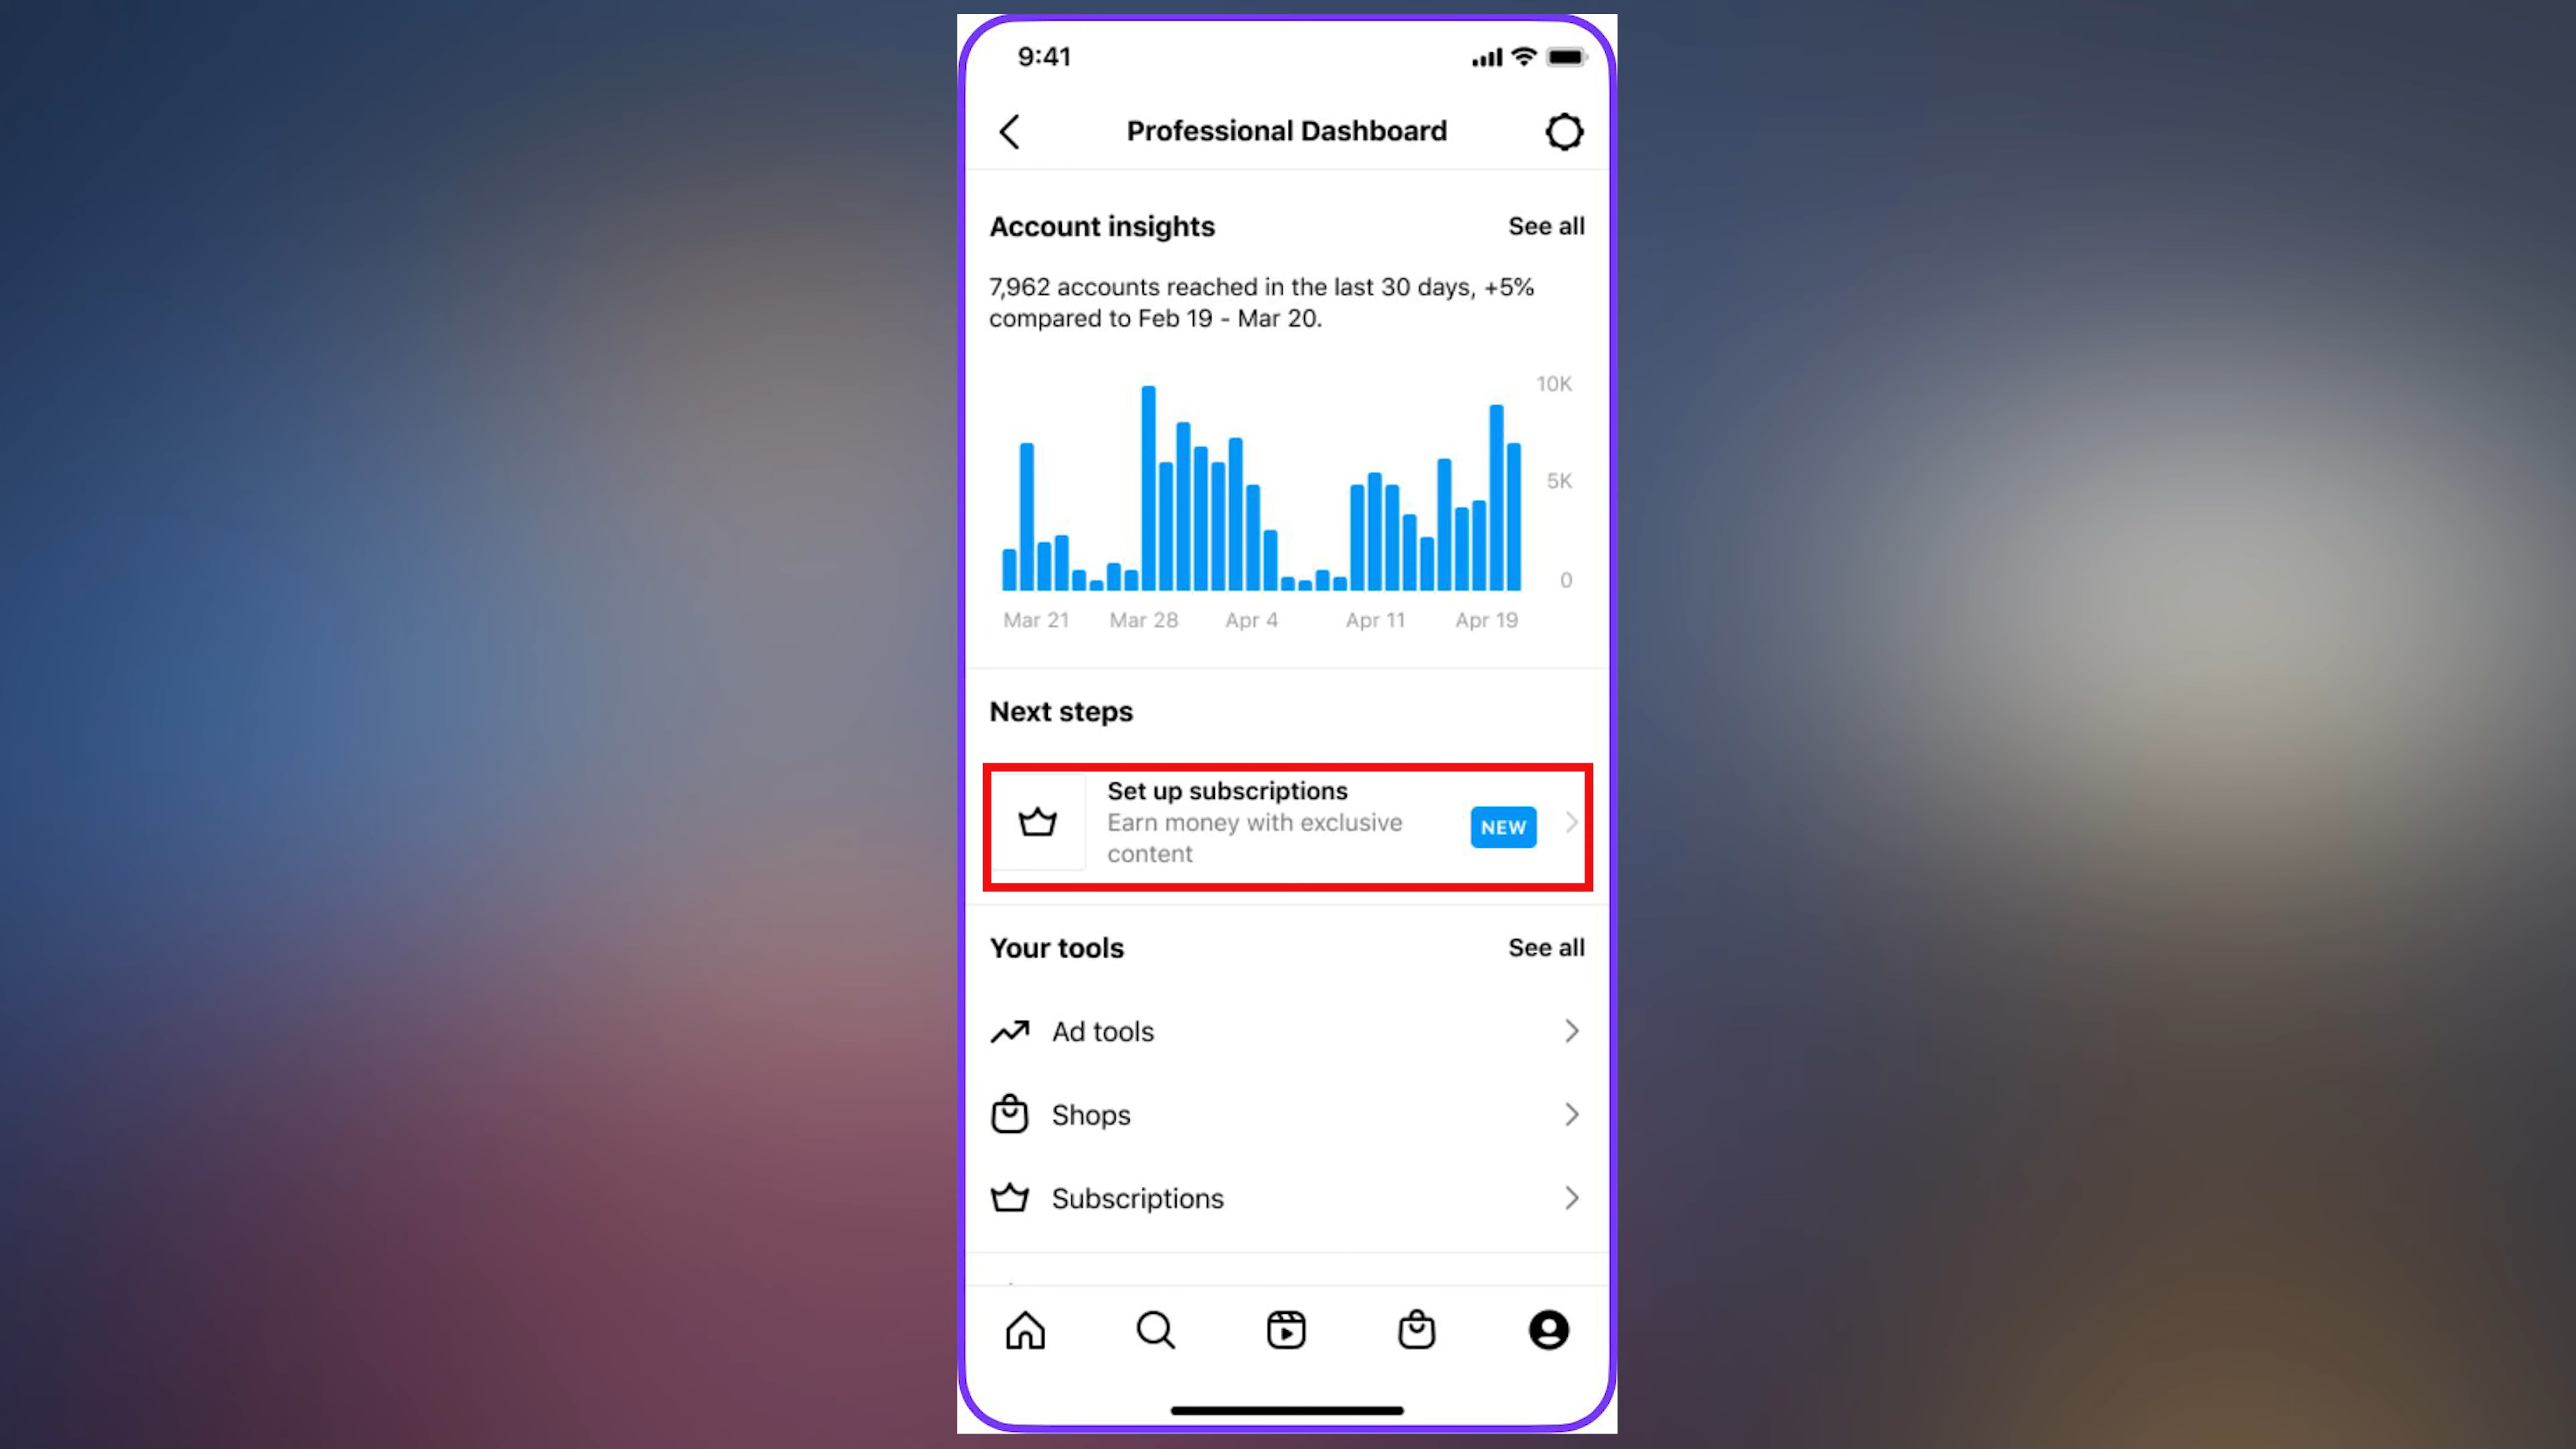 9:41
Professional Dashboard
Account insights
See all
7,962 accounts reached in the last 30 days, +5%
compared to Feb 19 - Mar 20.
10K
5K
0
Mar 21 Mar 28 Apr 4 Apr 11 Apr 19
Next steps
Set up subscriptions
Earn money with exclusive
content
NEW
Your tools
See all
Ad tools
Shops
Subscriptions